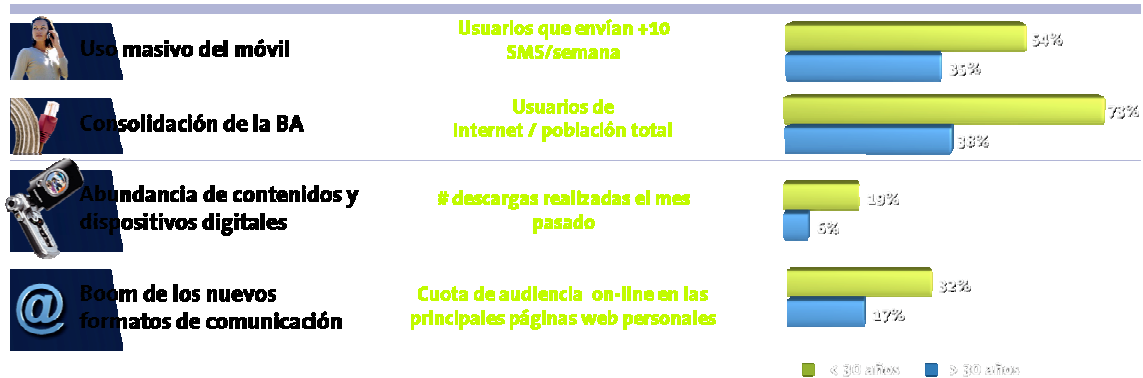 Uso masivo del móvil
Usuarios que envían +10
SMS/semana
54%
35%
Consolidación de la BA
Usuarios de
Internet / población total
73%
38%
Abundancia de contenidos y
dispositivos digitales
# descargas realizadas el mes
pasado
19%
6%
Boom de los nuevos
formatos de comunicación
Cuota de audiencia on-line en las
principales páginas web personales
32%
17%
< 30 años
> 30 años